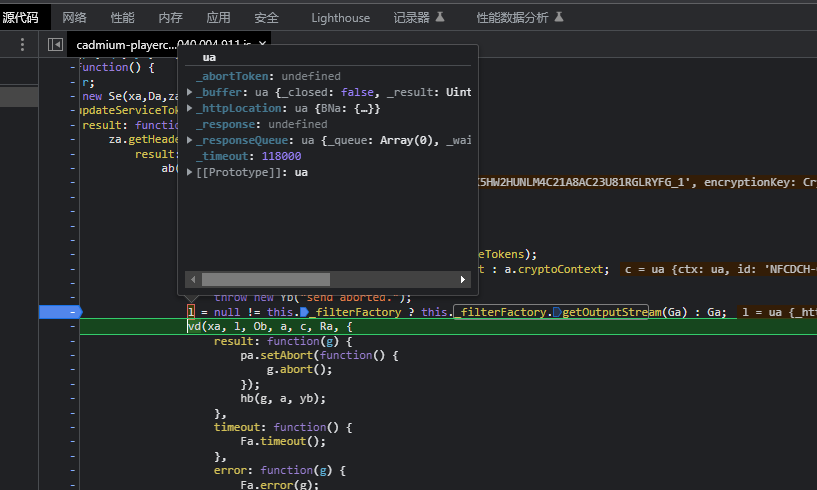 源代码 网络 性能 内存 应用 安全 Lighthouse 记录器 性能数据分析
cadmium-playerc…040.004.911.js
function() {
r;
new Se(xa,Da,za
updateServiceTok
result: functio
za.getHeade
result:
ab(
ua
_abortToken: undefined
_buffer: ua {_closed: false, _result: Uint
_httpLocation: ua {BNa: {…}}
_response: undefined
_responseQueue: ua {_queue: Array(0), _wai
_timeout: 118000
[[Prototype]]: ua
5HW2HUNLM4C21A8AC23U81RGLRYFG_1', encryptionKey: Cry
eTokens);
t : a.cryptoContext; c = ua {ctx: ua, id: 'NFCDCH-
throw new Yb("send aborted.");
l = null != this._filterFactory ? this._filterFactory.getOutputStream(Ga) : Ga; l = ua {_ht
vd(xa, l, Ob, a, c, Ra, {
result: function(g) {
pa.setAbort(function() {
g.abort();
});
hb(g, a, yb);
},
timeout: function() {
Fa.timeout();
},
error: function(g) {
Fa.error(g);